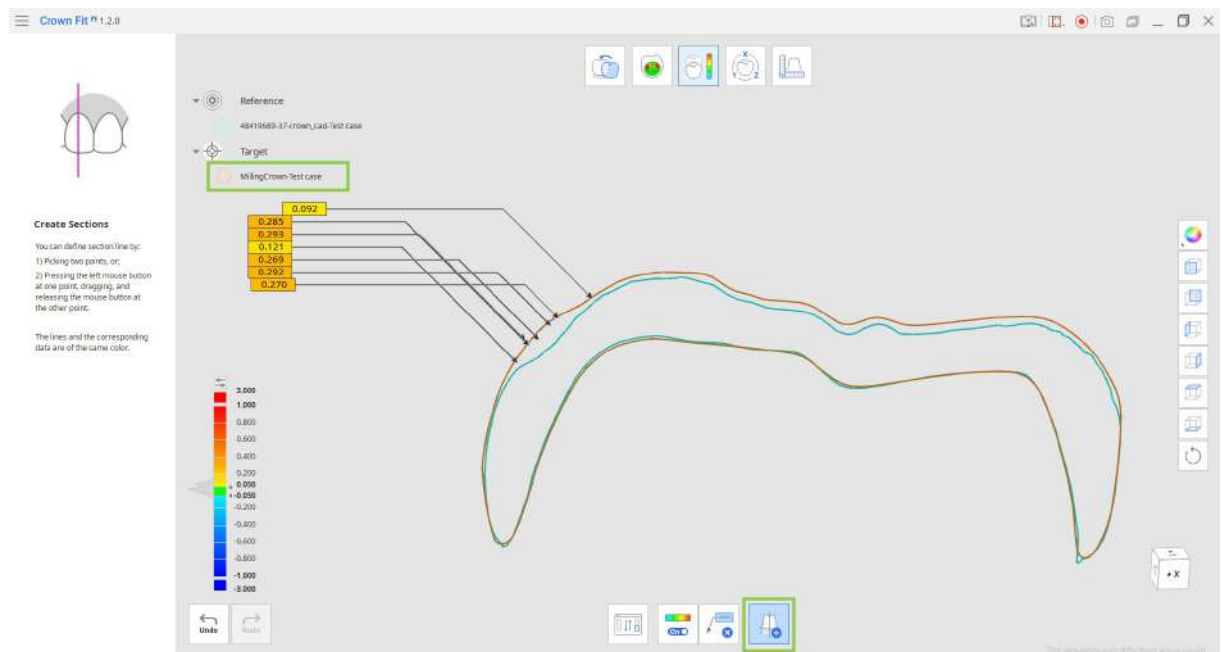 Crown Fit 1.2.0
Reference
48419689-37-crown_cad-Test case
Target
MillingCrown-Test case
0.092
0.285
0.293
0.121
0.269
0.292
0.270
Create Sections
You can define section line by:
1) Picking two points, or;
2) Pressing the left mouse button
at one point, dragging, and
releasing the mouse button at
the other point.
The lines and the corresponding
data are of the same color.
3.000
1.000
0.800
0.600
0.400
0.200
0.050
-0.050
-0.200
-0.400
-0.600
-0.800
-1.000
-3.000
+X
Undo
Redo
On